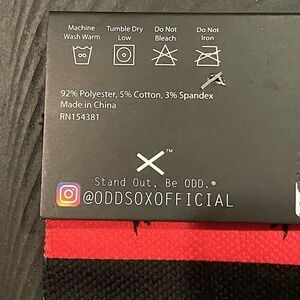 Machine Tumble Dry Do Not Do Not
Wash Warm Low Bleach Iron
92% Polyester, 5% Cotton, 3% Spandex
Made in China
RN154381
X™
Stand Out, Be ODD.®
@ODDSOXOFFICIAL